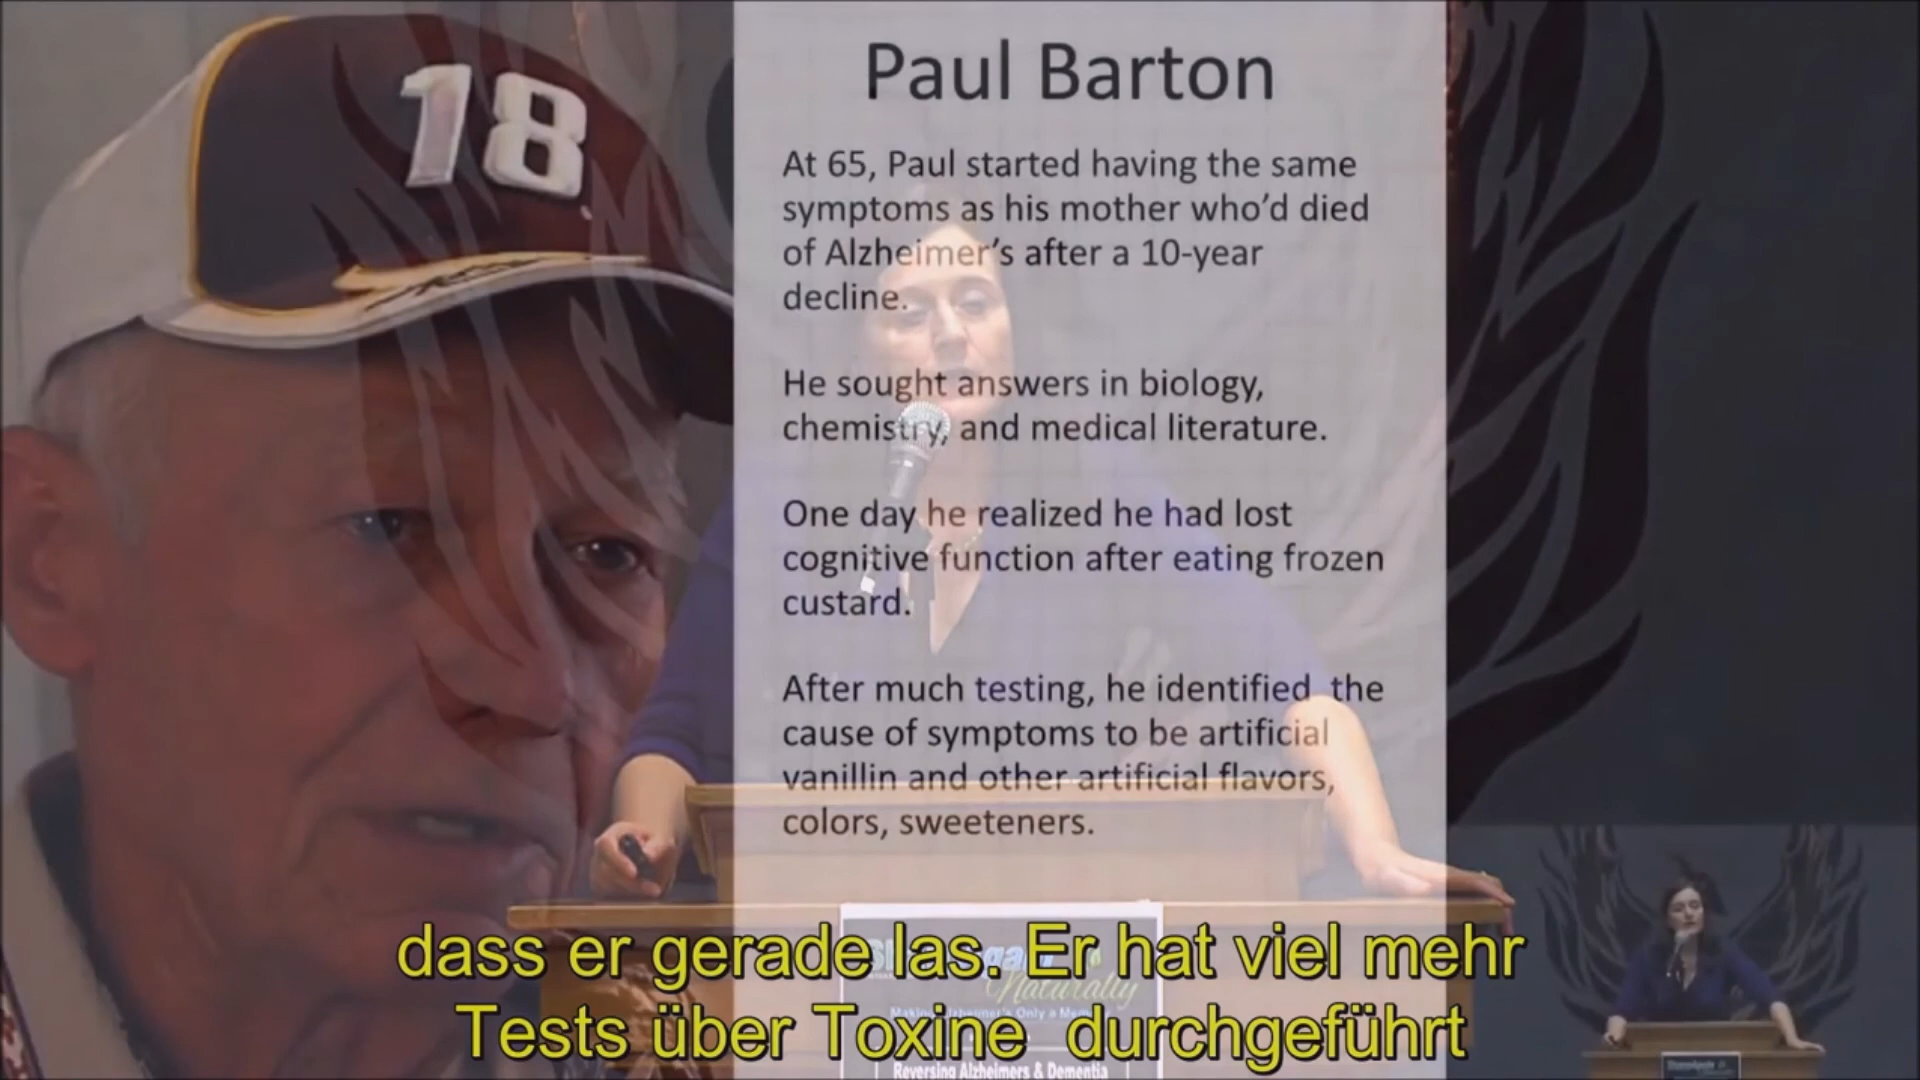 18
Paul Barton
At 65, Paul started having the same
symptoms as his mother who'd died
of Alzheimer's after a 10-year
decline.
He sought answers in biology,
chemistry, and medical literature.
One day he realized he had lost
cognitive function after eating frozen
custard.
After much testing, he identified the
cause of symptoms to be artificial
vanillin and other artificial flavors,
colors, sweeteners.
dass er gerade las. Er hat viel mehr
Tests über Toxine durchgeführt
Naturally
Reversing Alzheimers & Dementia